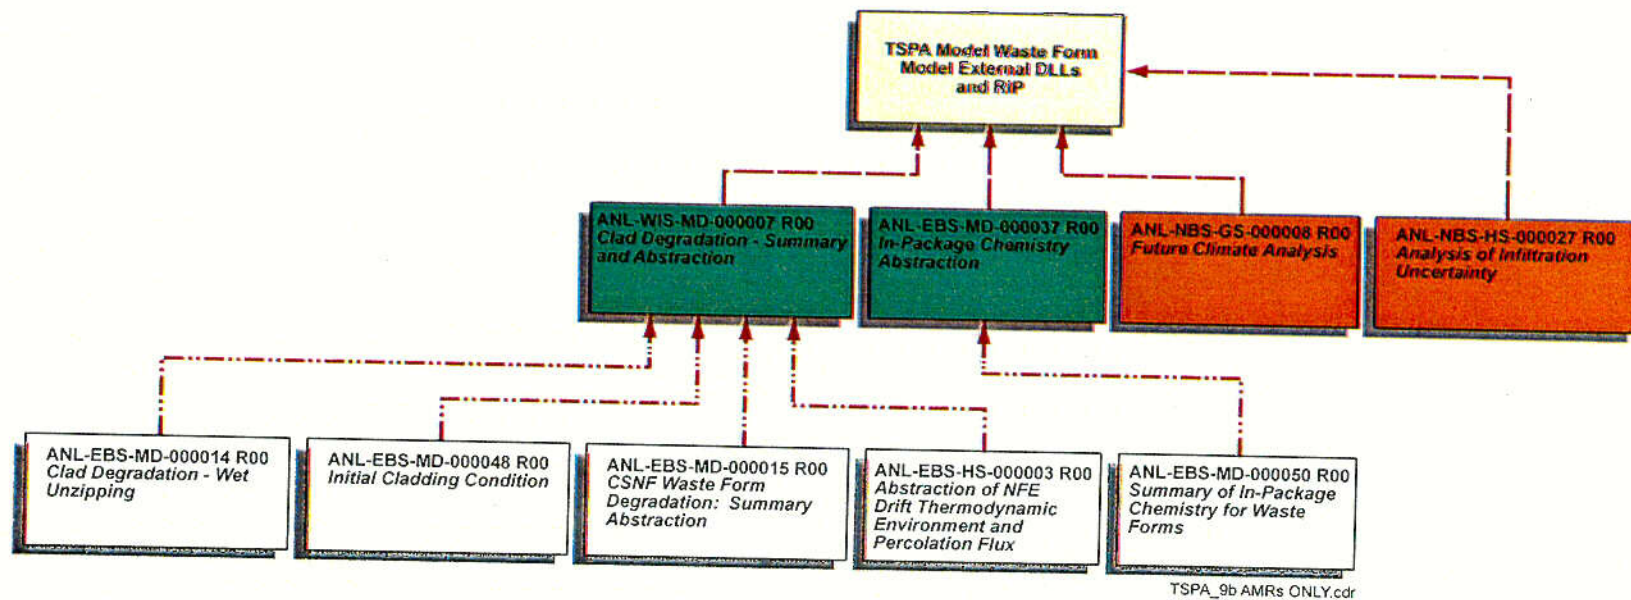 TSPA Model Waste Form
Model External DLLs
and RIP
ANL-WIS-MD-000007 R00
Clad Degradation - Summary
and Abstraction
ANL-EBS-MD-000037 R00
In-Package Chemistry
Abstraction
ANL-NBS-GS-000008 R00
Future Climate Analysis
ANL-NBS-HS-000027 R00
Analysis of Infiltration
Uncertainty
ANL-EBS-MD-000014 R00
Clad Degradation - Wet
Unzipping
ANL-EBS-MD-000048 R00
Initial Cladding Condition
ANL-EBS-MD-000015 R00
CSNF Waste Form
Degradation: Summary
Abstraction
ANL-EBS-HS-000003 R00
Abstraction of NFE
Drift Thermodynamic
Environment and
Percolation Flux
ANL-EBS-MD-000050 R00
Summary of In-Package
Chemistry for Waste
Forms
TSPA_9b AMRs ONLY.cdr